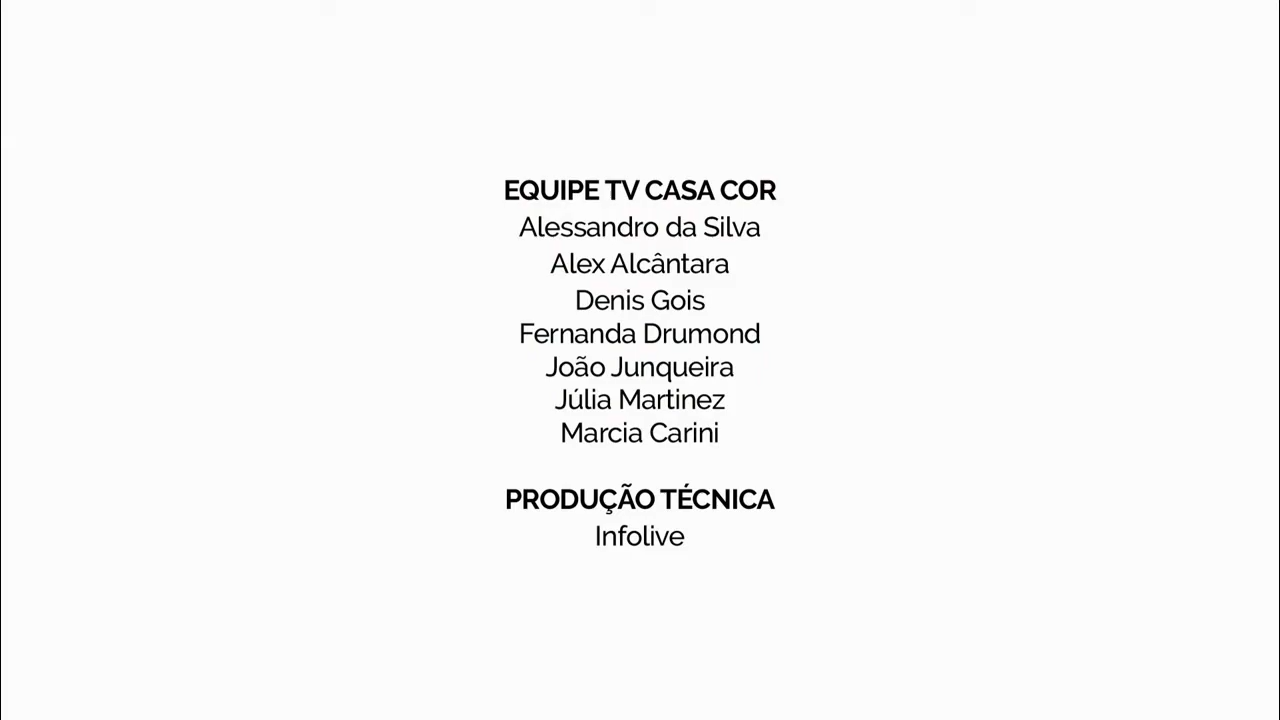 EQUIPE TV CASA COR
Alessandro da Silva
Alex Alcântara
Denis Gois
Fernanda Drumond
João Junqueira
Júlia Martinez
Marcia Carini
PRODUÇÃO TÉCNICA
Infolive